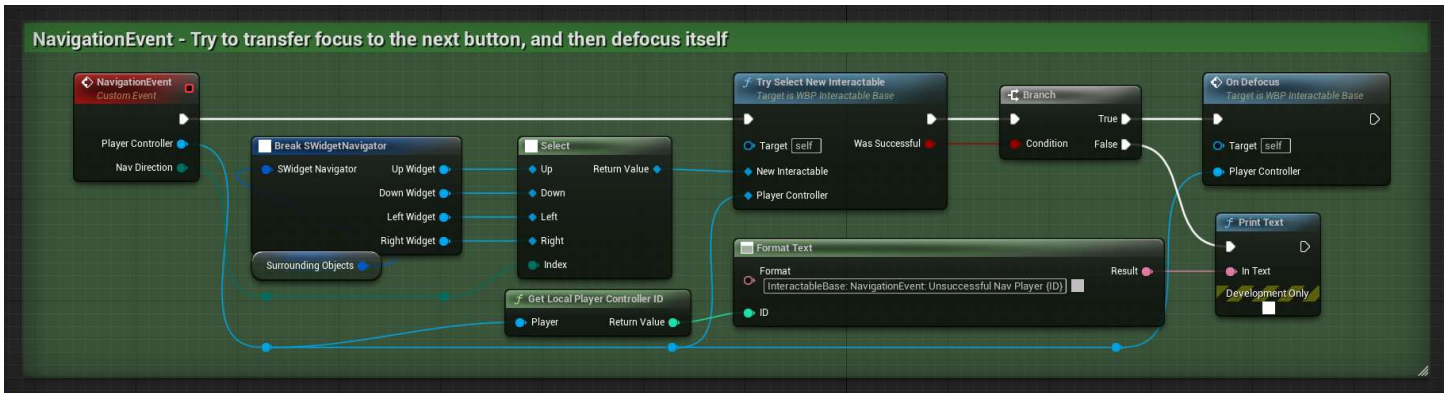 NavigationEvent - Try to transfer focus to the next button, and then defocus itself
NavigationEvent
Custom Event
Player Controller
Nav Direction
Break SWidgetNavigator
SWidget Navigator
Up Widget
Down Widget
Left Widget
Right Widget
Surrounding Objects
Select
Up
Return Value
Down
Left
Right
Index
Get Local Player Controller ID
Player
Return Value
Try Select New Interactable
Target is WBP Interactable Base
Target self
Was Successful
New Interactable
Player Controller
Format Text
Format
Result
InteractableBase: NavigationEvent: Unsuccessful Nav Player {ID}
ID
Branch
True
Condition
False
On Defocus
Target is WBP Interactable Base
Target self
Player Controller
Print Text
In Text
Development Only